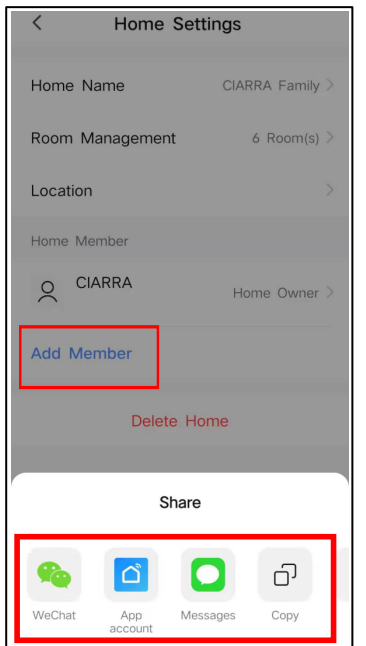 Home Settings
Home Name CIARRA Family
Room Management 6 Room(s)
Location
Home Member
CIARRA
Home Owner
Add Member
Delete Home
Share
WeChat App account Messages Copy